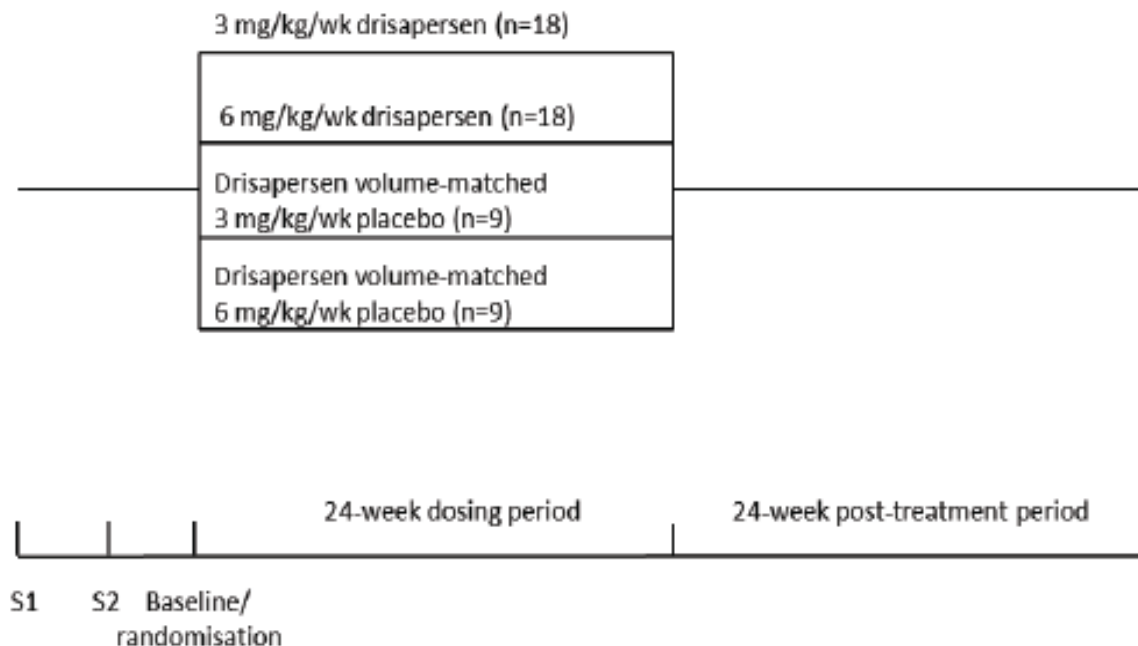 3 mg/kg/wk drisapersen (n=18)
6 mg/kg/wk drisapersen (n=18)
Drisapersen volume-matched
3 mg/kg/wk placebo (n=9)
Drisapersen volume-matched
6 mg/kg/wk placebo (n=9)
24-week dosing period
24-week post-treatment period
S1
S2
Baseline/
randomisation